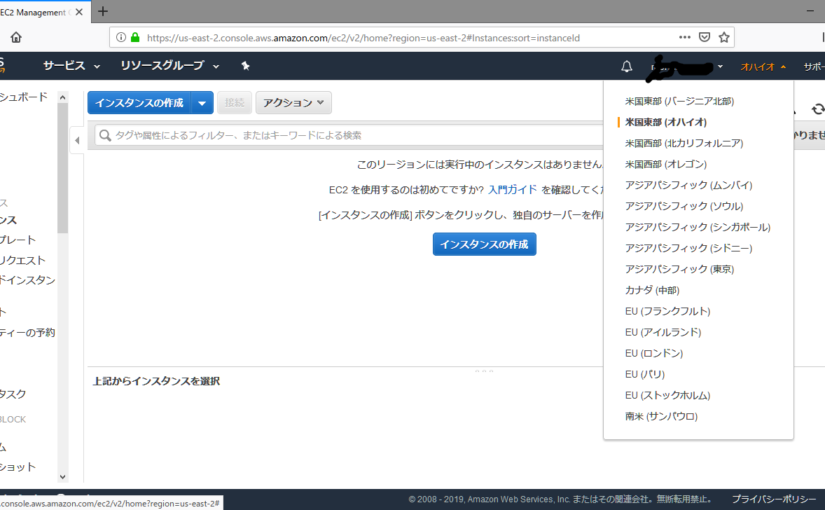 EC2 Management
https://us-east-2.console.aws.amazon.com/ec2/v2/home?region=us-east-2#Instances:sort=instanceId
サービス リソースグループ オハイオ サポー
シュボード
インスタンスの作成 接続 アクション
タグや属性によるフィルター、またはキーワードによる検索
このリージョンには実行中のインスタンスはありません。
EC2 を使用するのは初めてですか? 入門ガイド を確認してくだ
[インスタンスの作成] ボタンをクリックし、独自のサーバーを作成
インスタンスの作成
ス
ンス
プレート
リクエスト
ドインスタン
ト
ティーの予約
タスク
BLOCK
ム
ショット
上記からインスタンスを選択
米国東部 (バージニア北部)
米国東部 (オハイオ)
米国西部 (北カリフォルニア)
米国西部 (オレゴン)
アジアパシフィック (ムンバイ)
アジアパシフィック (ソウル)
アジアパシフィック (シンガポール)
アジアパシフィック (シドニー)
アジアパシフィック (東京)
カナダ (中部)
EU (フランクフルト)
EU (アイルランド)
EU (ロンドン)
EU (パリ)
EU (ストックホルム)
南米 (サンパウロ)
かりませ
© 2008 - 2019, Amazon Web Services, Inc. またはその関連会社。無断転用禁止。 プライバシーポリシー
.console.aws.amazon.com/ec2/v2/home?region=us-east-2#